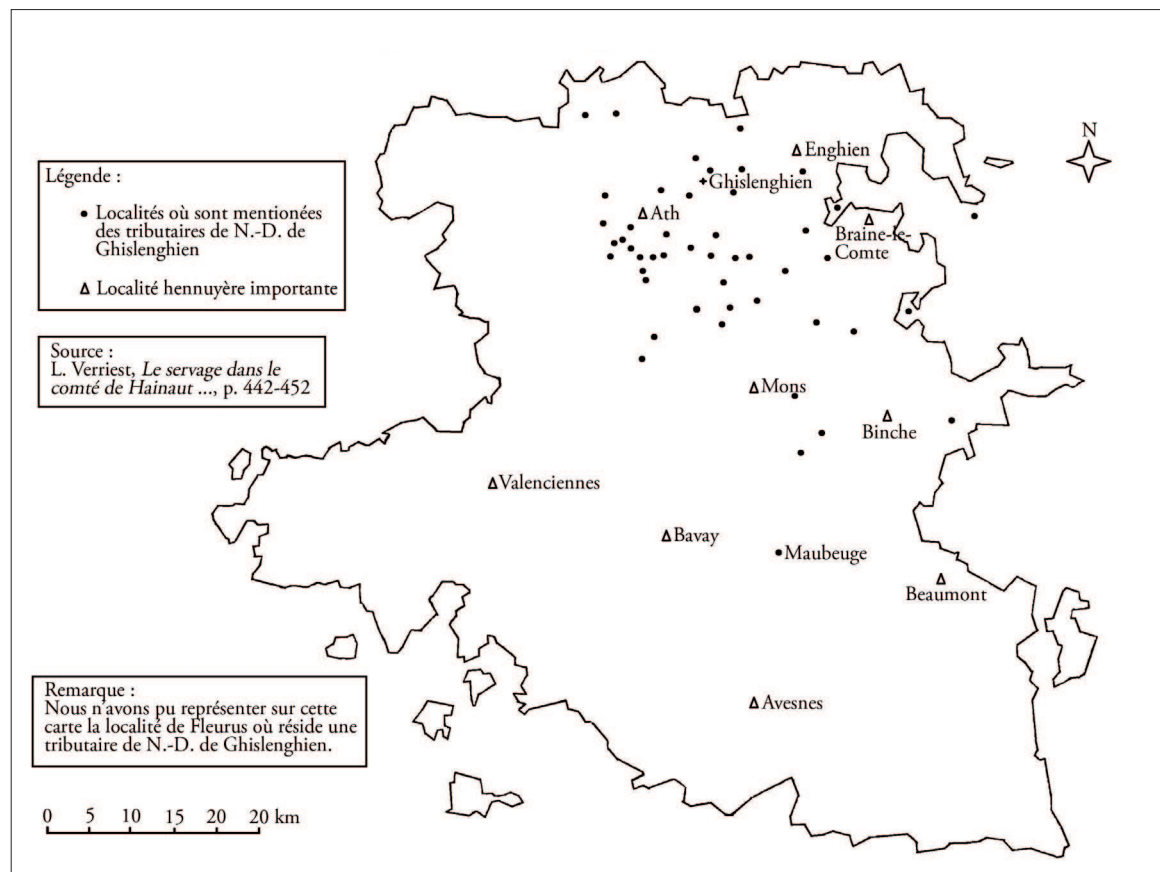 Légende :
Localités où sont mentionées
des tributaires de N.-D. de
Ghislenghien
Localité hennuyère importante
Source :
L. Verriest, Le servage dans le
comté de Hainaut ..., p. 442-452
Remarque :
Nous n'avons pu représenter sur cette
carte la localité de Fleurus où réside une
tributaire de N.-D. de Ghislenghien.
0 5 10 15 20 km
N
Enghien
Ghislenghien
Ath
Braine-le-
Comte
Mons
Binche
Valenciennes
Bavay
Maubeuge
Beaumont
Avesnes